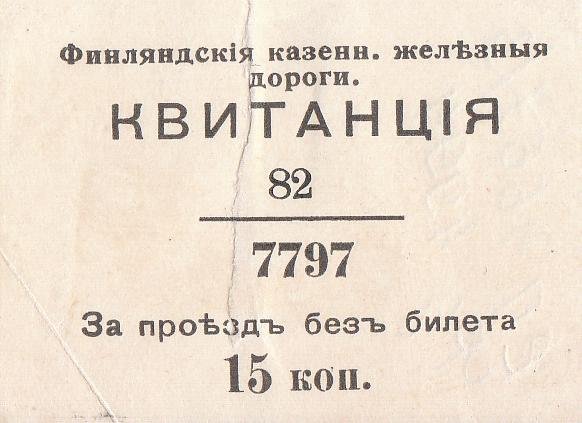 Финляндскія казенн. желѣзныя
дороги.
КВИТАНЦІЯ
82
7797
За проѣздъ безъ билета
15 коп.